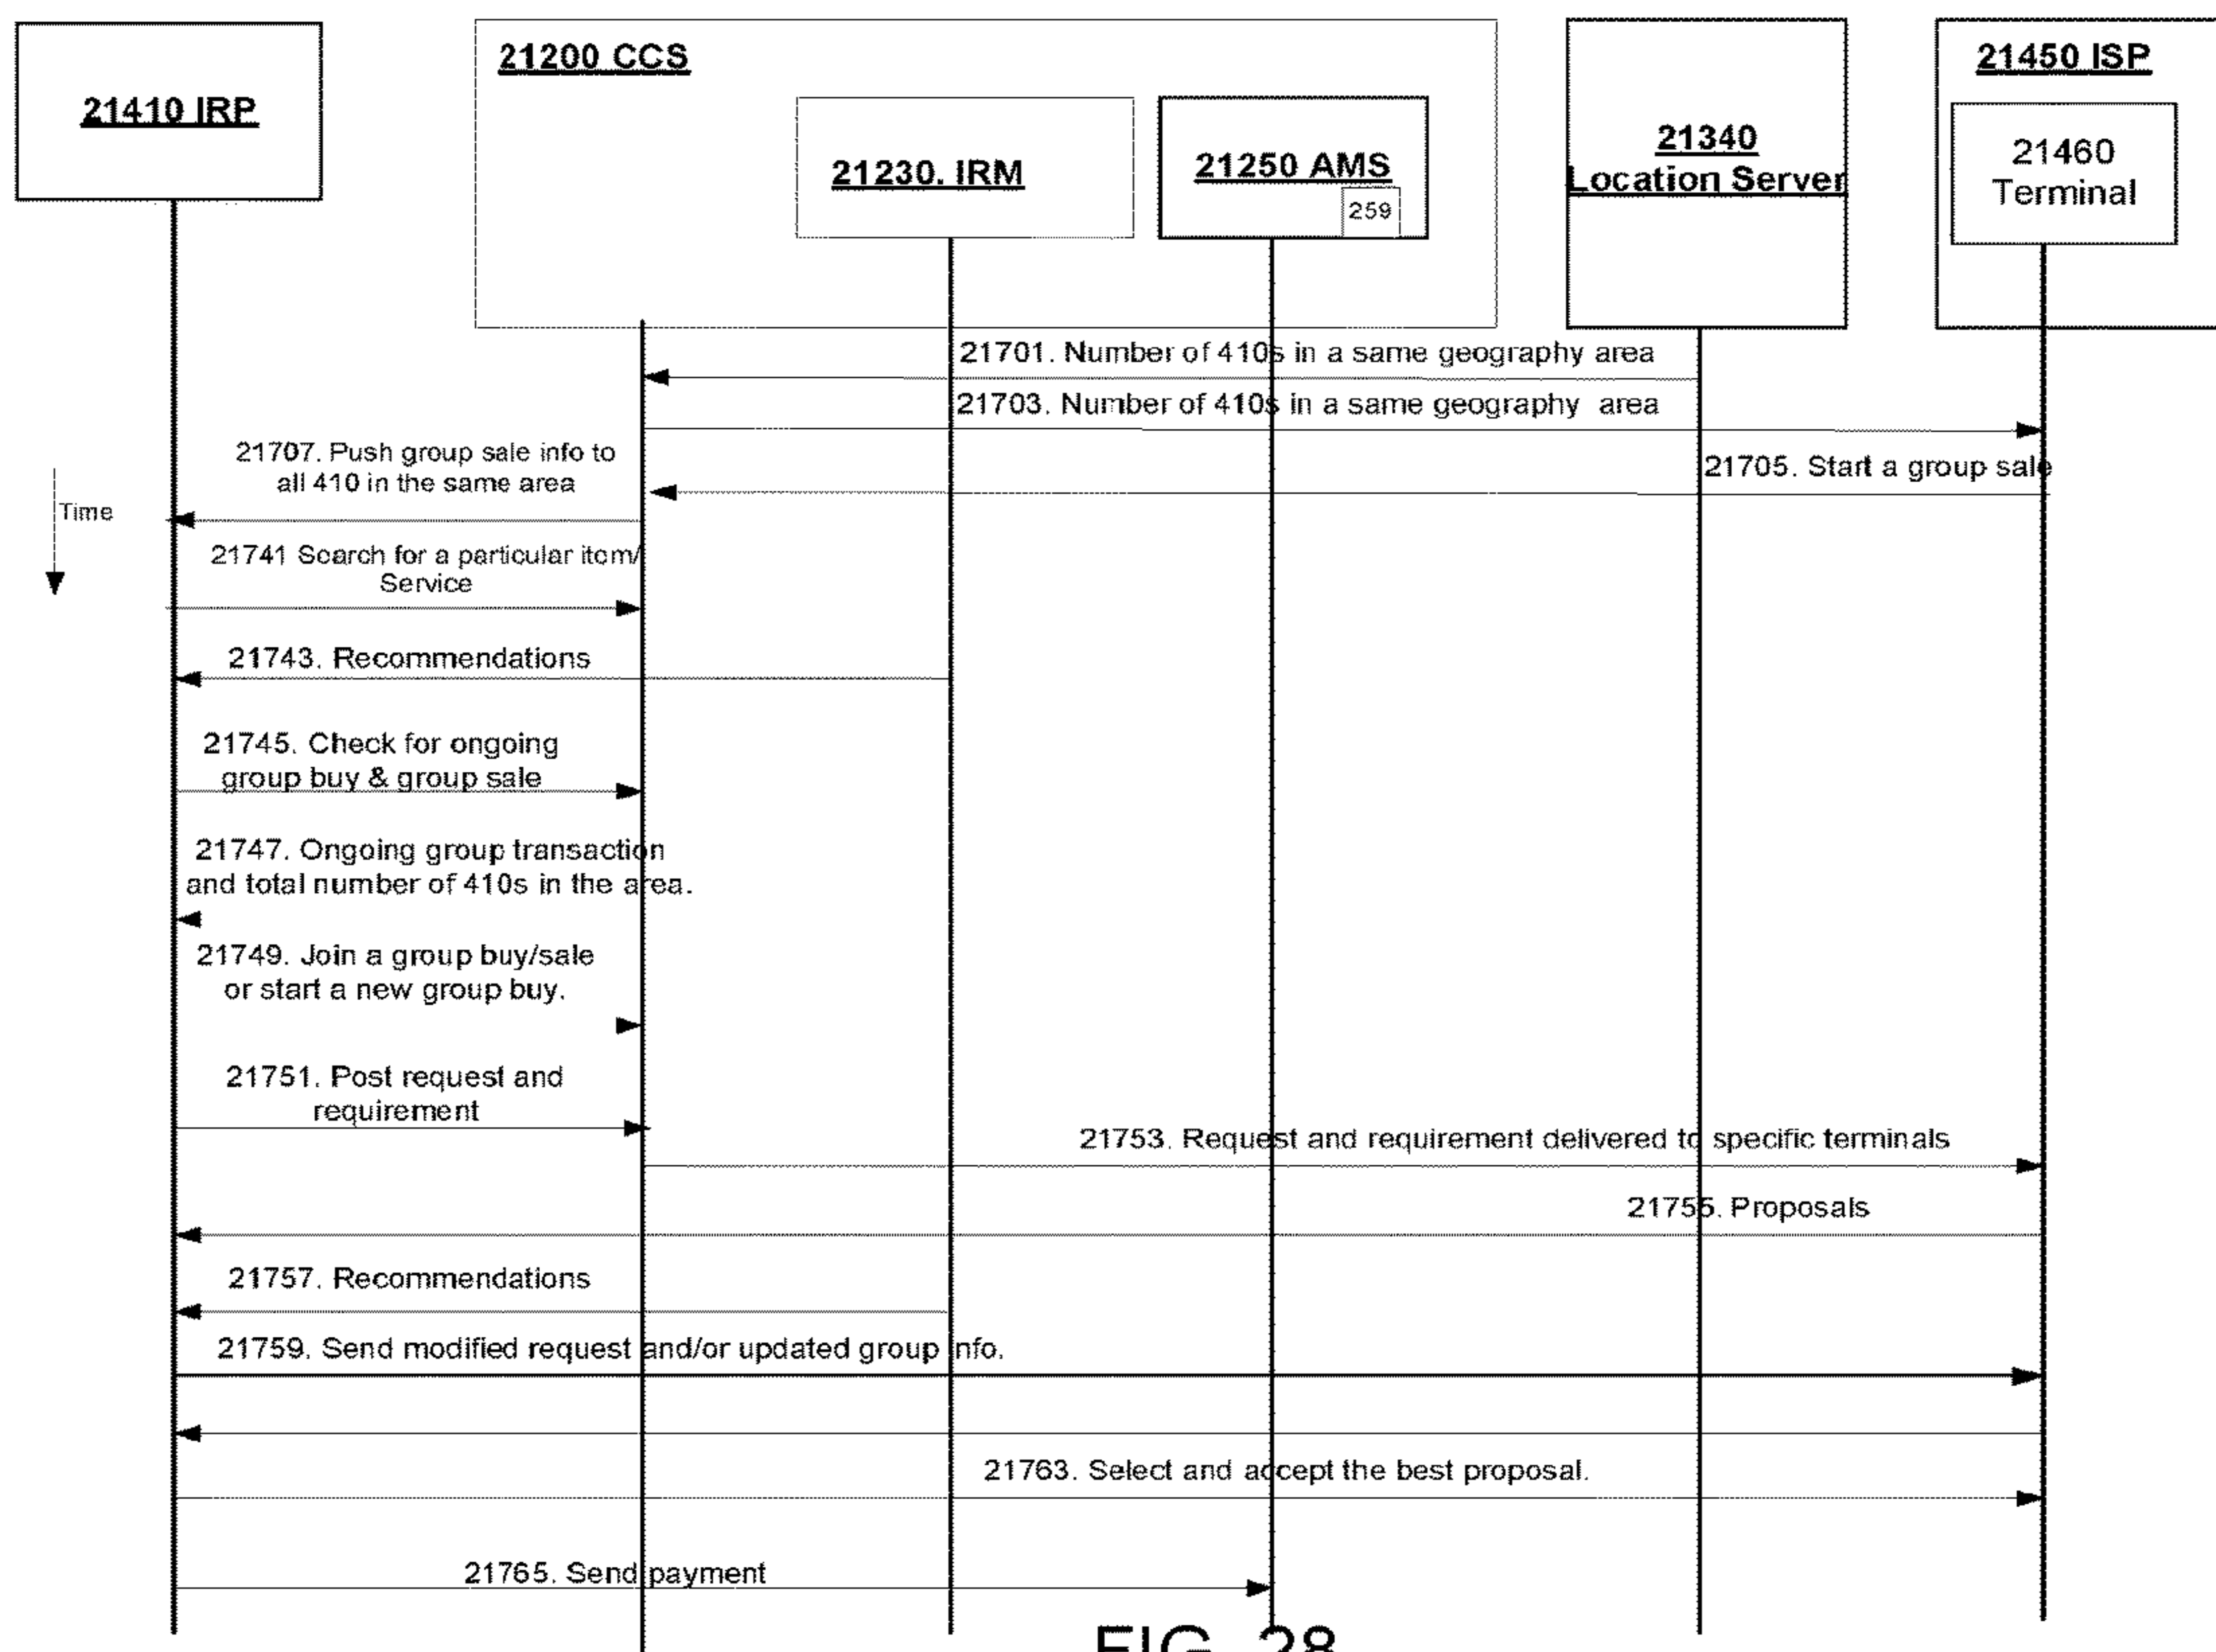 21410 IRP
21200 CCS
21230. IRM
21250 AMS
259
21340
Location Server
21450 ISP
21460
Terminal
21701. Number of 410s in a same geography area
21703. Number of 410s in a same geography area
21707. Push group sale info to
all 410 in the same area
21705. Start a group sale
Time
21741 Search for a particular item/
Service
21743. Recommendations
21745. Check for ongoing
group buy & group sale
21747. Ongoing group transaction
and total number of 410s in the area.
21749. Join a group buy/sale
or start a new group buy.
21751. Post request and
requirement
21753. Request and requirement delivered to specific terminals
21755. Proposals
21757. Recommendations
21759. Send modified request and/or updated group info.
21763. Select and accept the best proposal.
21765. Send payment
FIG. 28